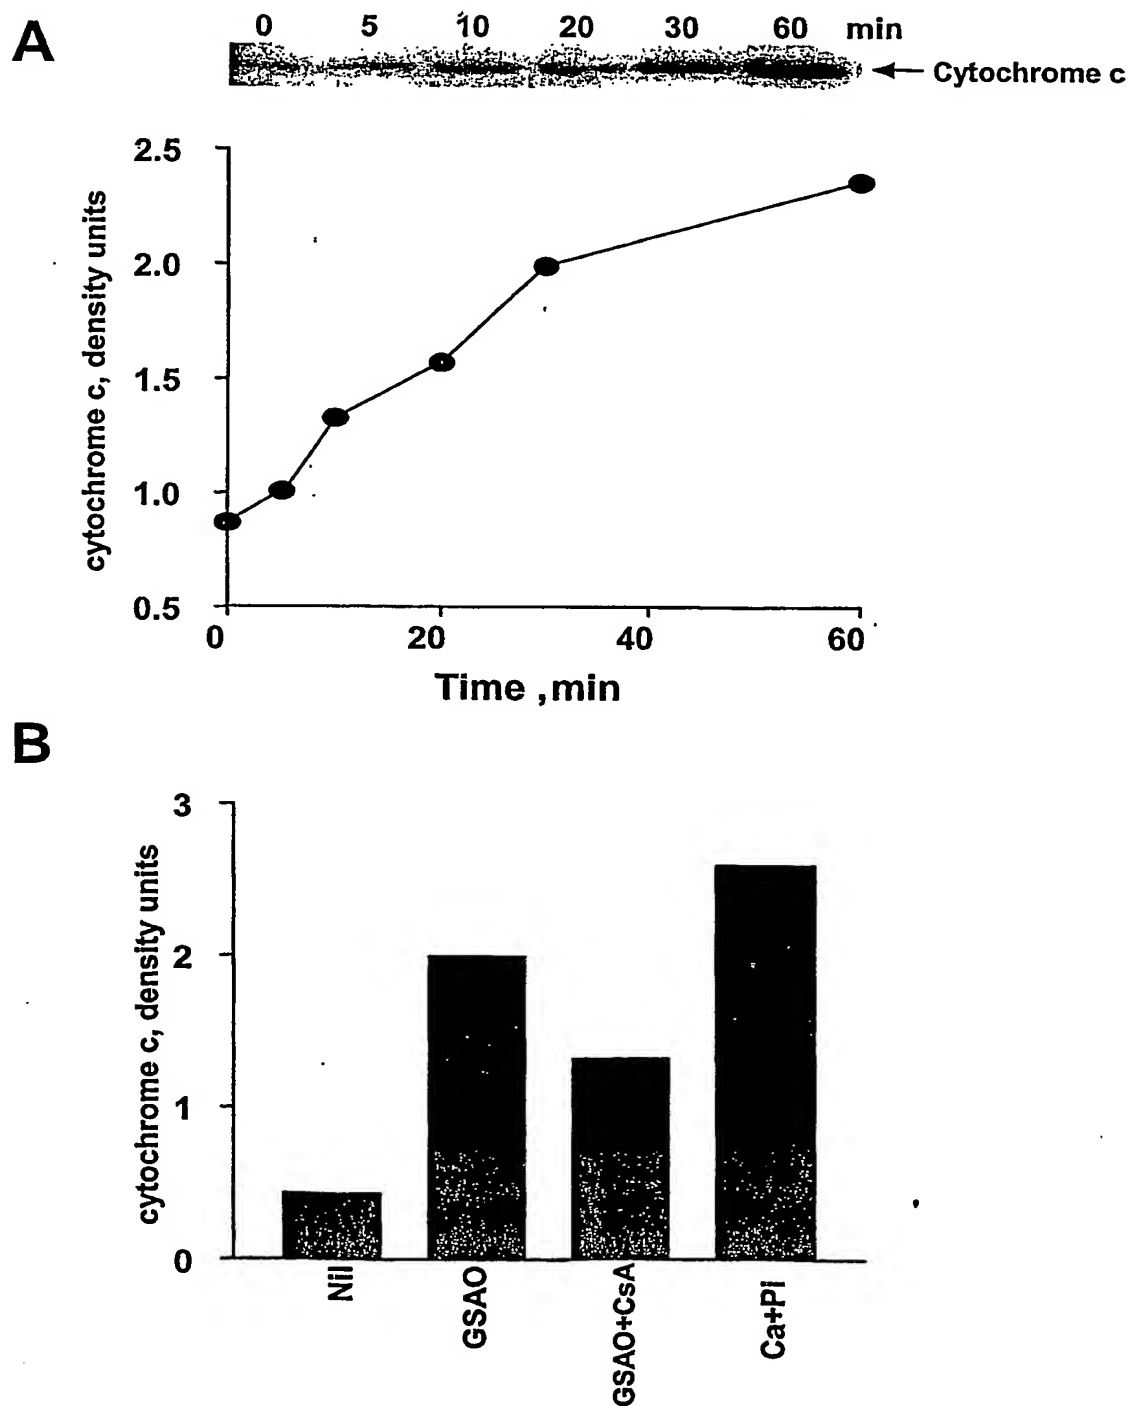 A
0 5 10 20 30 60 min
Cytochrome c
2.5
2.0
1.5
1.0
0.5
cytochrome c, density units
0 20 40 60
Time ,min
B
3
2
1
0
cytochrome c, density units
Nil
GSAO
GSAO+CsA
Ca+Pi